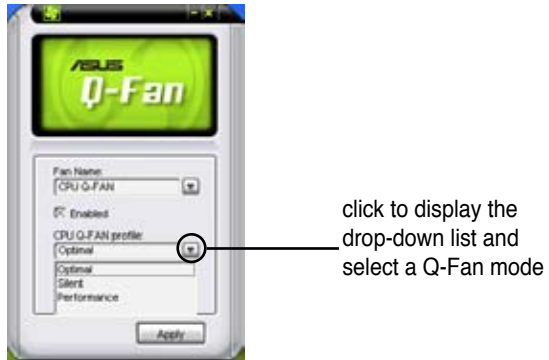 ASUS
Q-Fan
Fan Name:
CPU Q-FAN
Enabled
CPU Q-FAN profile:
Optimal
Optimal
Silent
Performance
Apply
click to display the
drop-down list and
select a Q-Fan mode